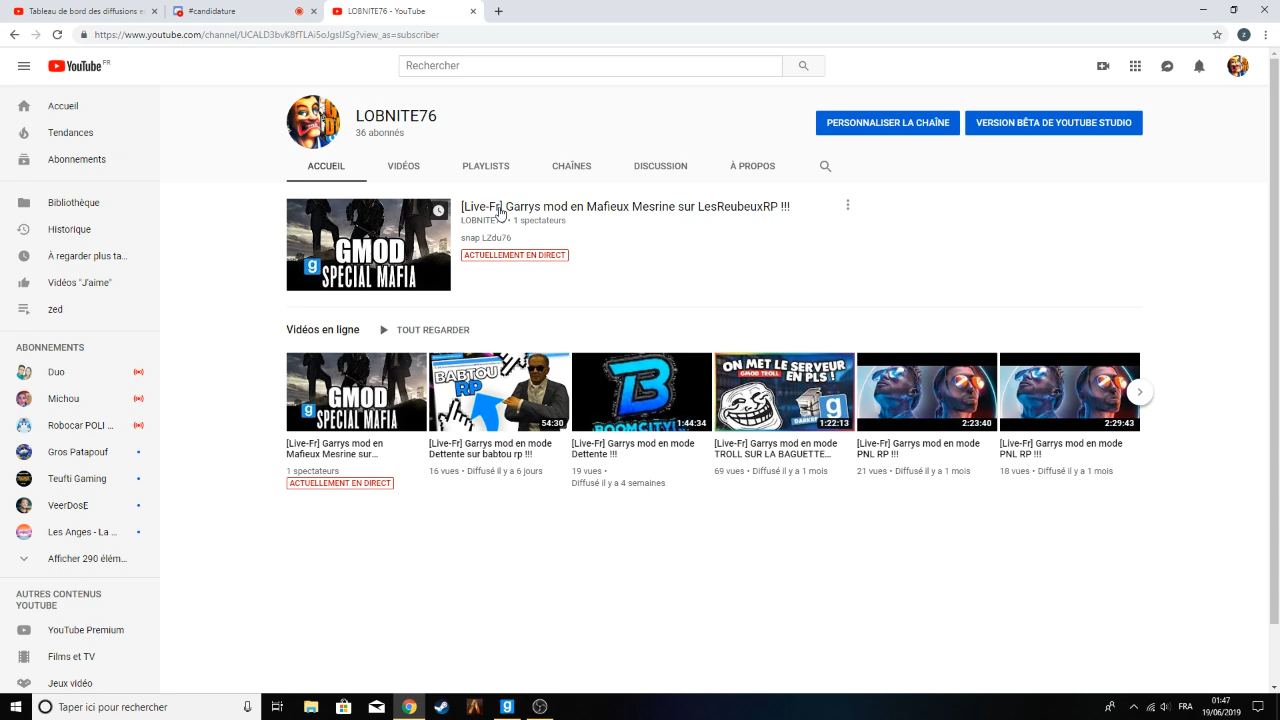 Tableau de bord des diffusions en
#candidature
LOBNITE76 - YouTube
https://www.youtube.com/channel/UCALD3bvK8fTLAi5oJgslJSg?view_as=subscriber
YouTube FR
Rechercher
LOBNITE76
36 abonnés
PERSONNALISER LA CHAÎNE
VERSION BÊTA DE YOUTUBE STUDIO
ACCUEIL
VIDÉOS
PLAYLISTS
CHAÎNES
DISCUSSION
À PROPOS
Accueil
Tendances
Abonnements
Bibliothèque
Historique
À regarder plus ta...
Vidéos "J'aime"
zed
ABONNEMENTS
Duo
Michou
Robocar POLI ...
Gros Patapouf
Teufti Gaming
VeerDosE
Les Anges - La ...
Afficher 290 élém...
AUTRES CONTENUS
YOUTUBE
YouTube Premium
Films et TV
Jeux vidéo
GMOD
SPECIAL MAFIA
[Live-Fr] Garrys mod en Mafieux Mesrine sur LesReubeuxRP !!!
• 1 spectateurs
snap LZdu76
ACTUELLEMENT EN DIRECT
Vidéos en ligne
TOUT REGARDER
GMOD
SPECIAL MAFIA
[Live-Fr] Garrys mod en
Mafieux Mesrine sur...
1 spectateurs
ACTUELLEMENT EN DIRECT
BABTOU
RP
54:30
[Live-Fr] Garrys mod en mode
Dettente sur babtou rp !!!
16 vues • Diffusé il y a 6 jours
BOOMCITY!
1:44:34
[Live-Fr] Garrys mod en mode
Dettente !!!
19 vues •
Diffusé il y a 4 semaines
ON MET LE SERVEUR
GMOD TROLL
EN PLS !
1:22:13
[Live-Fr] Garrys mod en mode
TROLL SUR LA BAGUETTE...
69 vues • Diffusé il y a 1 mois
2:23:40
[Live-Fr] Garrys mod en mode
PNL RP !!!
21 vues • Diffusé il y a 1 mois
2:29:43
[Live-Fr] Garrys mod en mode
PNL RP !!!
18 vues • Diffusé il y a 1 mois
Taper ici pour rechercher
FRA
01:47
19/06/2019